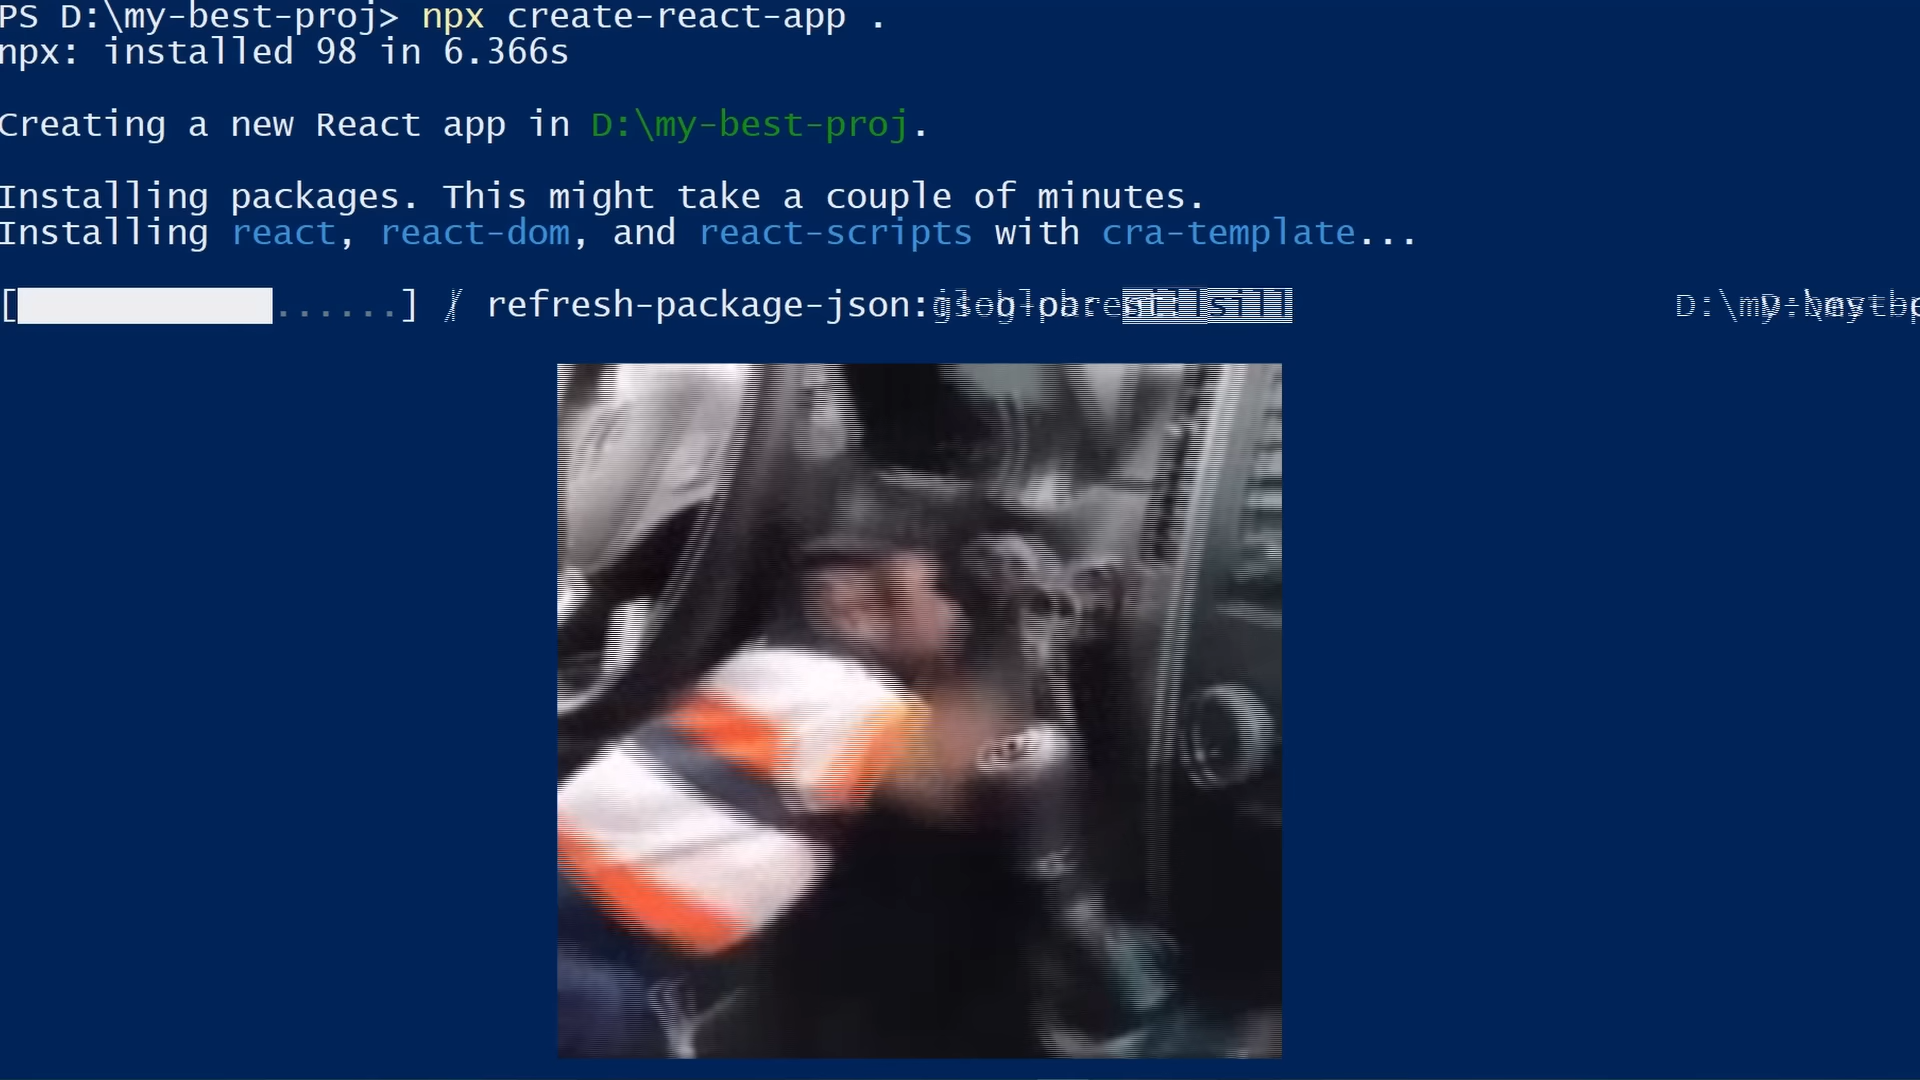 PS D:\my-best-proj> npx create-react-app .
npx: installed 98 in 6.366s
Creating a new React app in D:\my-best-proj.
Installing packages. This might take a couple of minutes.
Installing react, react-dom, and react-scripts with cra-template...
[......] / refresh-package-json: